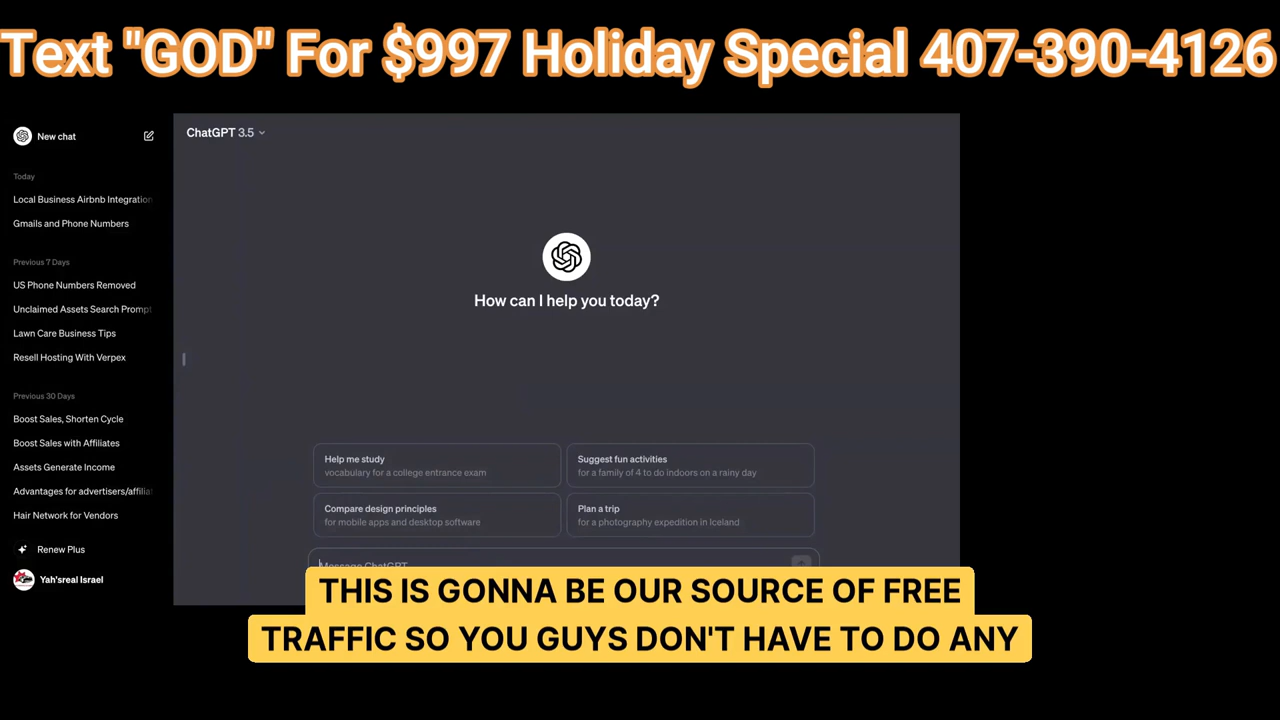 Text "GOD" For $997 Holiday Special 407-390-4126
New chat
Today
Local Business Airbnb Integration
Gmails and Phone Numbers
Previous 7 Days
US Phone Numbers Removed
Unclaimed Assets Search Prompt
Lawn Care Business Tips
Resell Hosting With Verpex
Previous 30 Days
Boost Sales, Shorten Cycle
Boost Sales with Affiliates
Assets Generate Income
Advantages for advertisers/affiliat
Hair Network for Vendors
Renew Plus
Yah'sreal Israel
ChatGPT 3.5
How can I help you today?
Help me study
vocabulary for a college entrance exam
Suggest fun activities
for a family of 4 to do indoors on a rainy day
Compare design principles
for mobile apps and desktop software
Plan a trip
for a photography expedition in Iceland
Message ChatGPT
THIS IS GONNA BE OUR SOURCE OF FREE
TRAFFIC SO YOU GUYS DON'T HAVE TO DO ANY